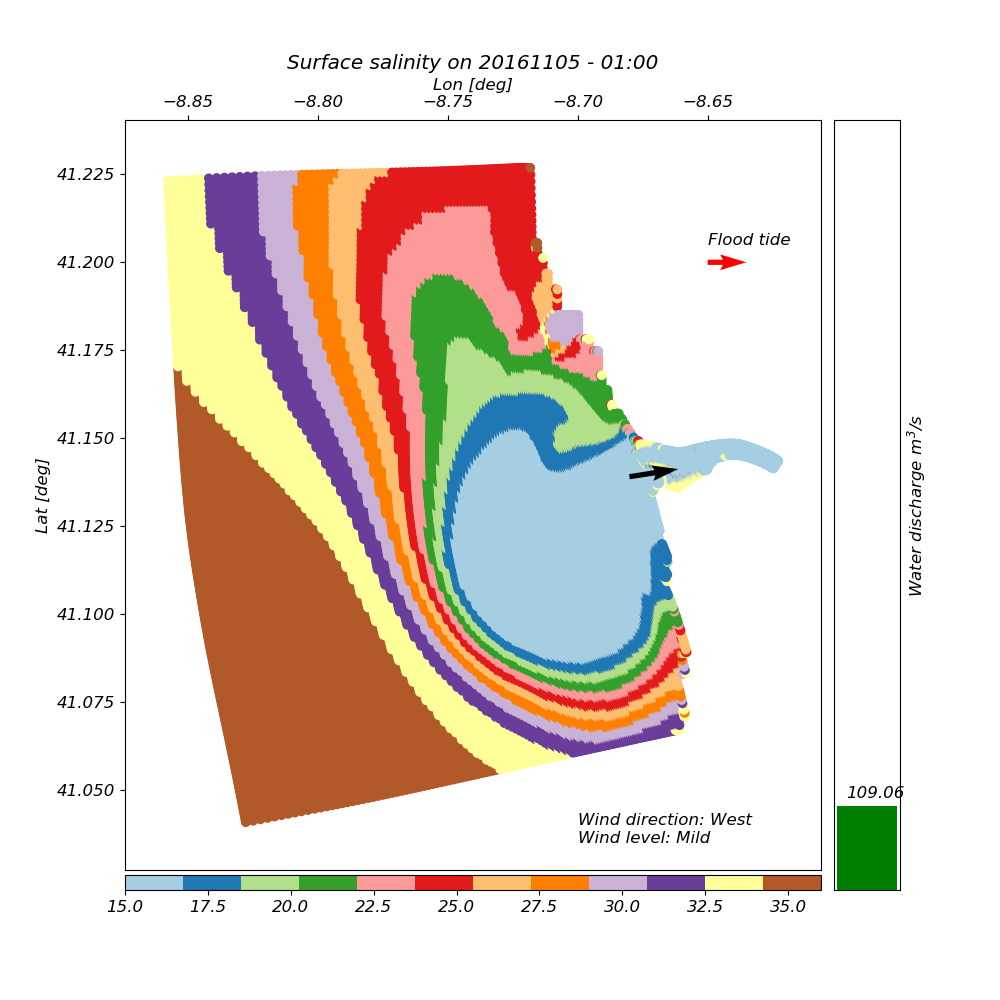 Surface salinity on 20161105 - 01:00
Lon [deg]
−8.85 −8.80 −8.75 −8.70 −8.65
41.225
41.200
41.175
41.150
41.125
41.100
41.075
41.050
Lat [deg]
Flood tide
Wind direction: West
Wind level: Mild
15.0 17.5 20.0 22.5 25.0 27.5 30.0 32.5 35.0
109.06
Water discharge m³/s